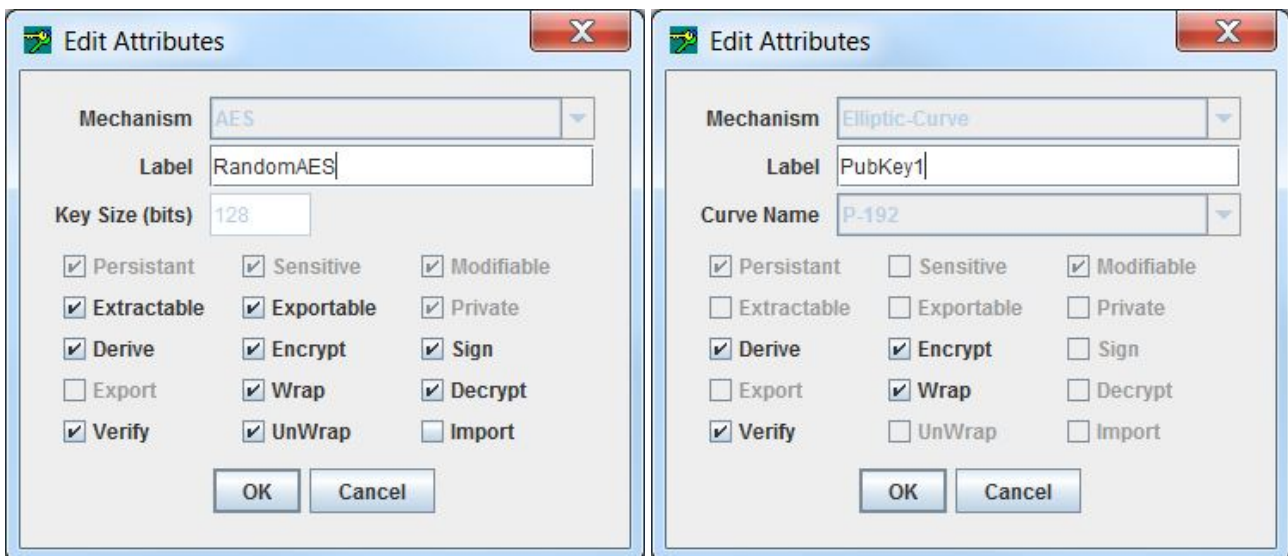 Edit Attributes
Mechanism AES
Label RandomAES
Key Size (bits) 128
Persistant Sensitive Modifiable
Extractable Exportable Private
Derive Encrypt Sign
Export Wrap Decrypt
Verify UnWrap Import
OK Cancel
Edit Attributes
Mechanism Elliptic-Curve
Label PubKey1
Curve Name P-192
Persistant Sensitive Modifiable
Extractable Exportable Private
Derive Encrypt Sign
Export Wrap Decrypt
Verify UnWrap Import
OK Cancel